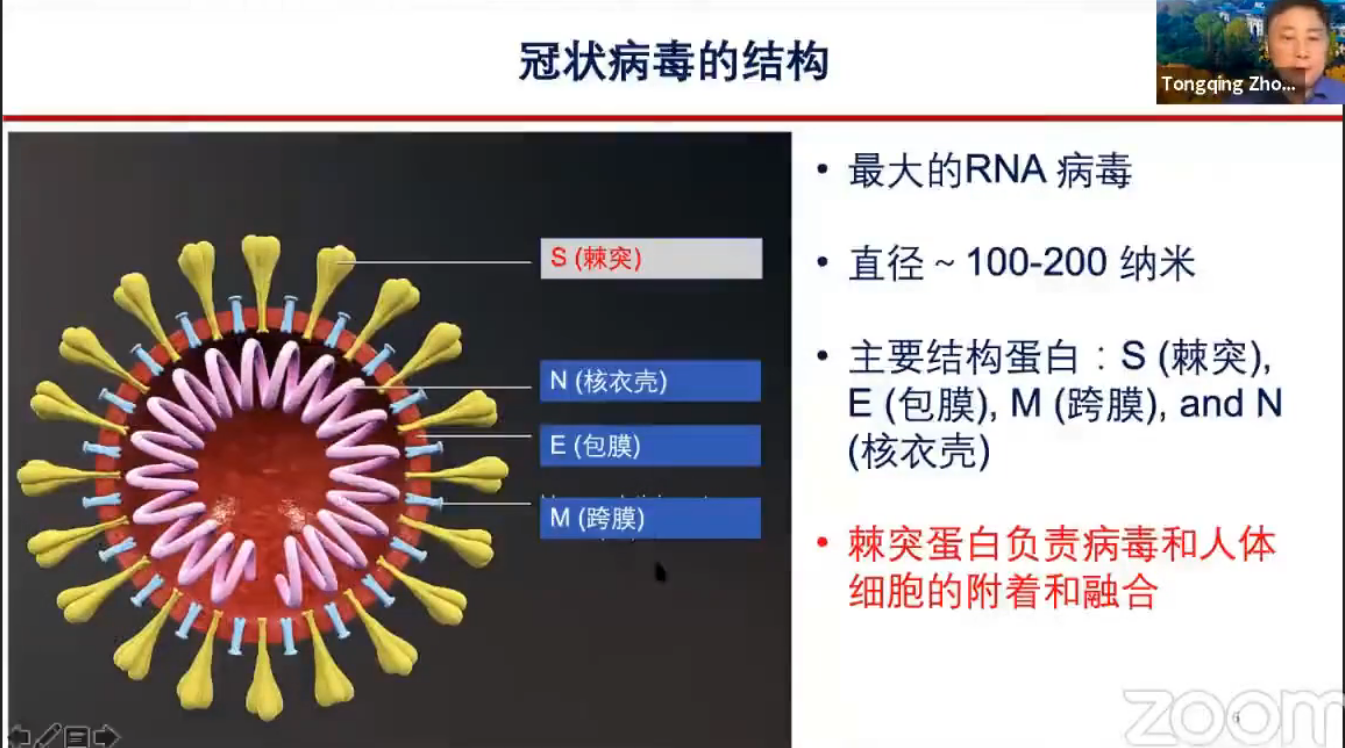 冠状病毒的结构
Tongqing Zho...
S (棘突)
N (核衣壳)
E (包膜)
M (跨膜)
• 最大的RNA 病毒
• 直径 ~ 100-200 纳米
• 主要结构蛋白：S (棘突),
E (包膜), M (跨膜), and N
(核衣壳)
• 棘突蛋白负责病毒和人体
细胞的附着和融合
zoom
6